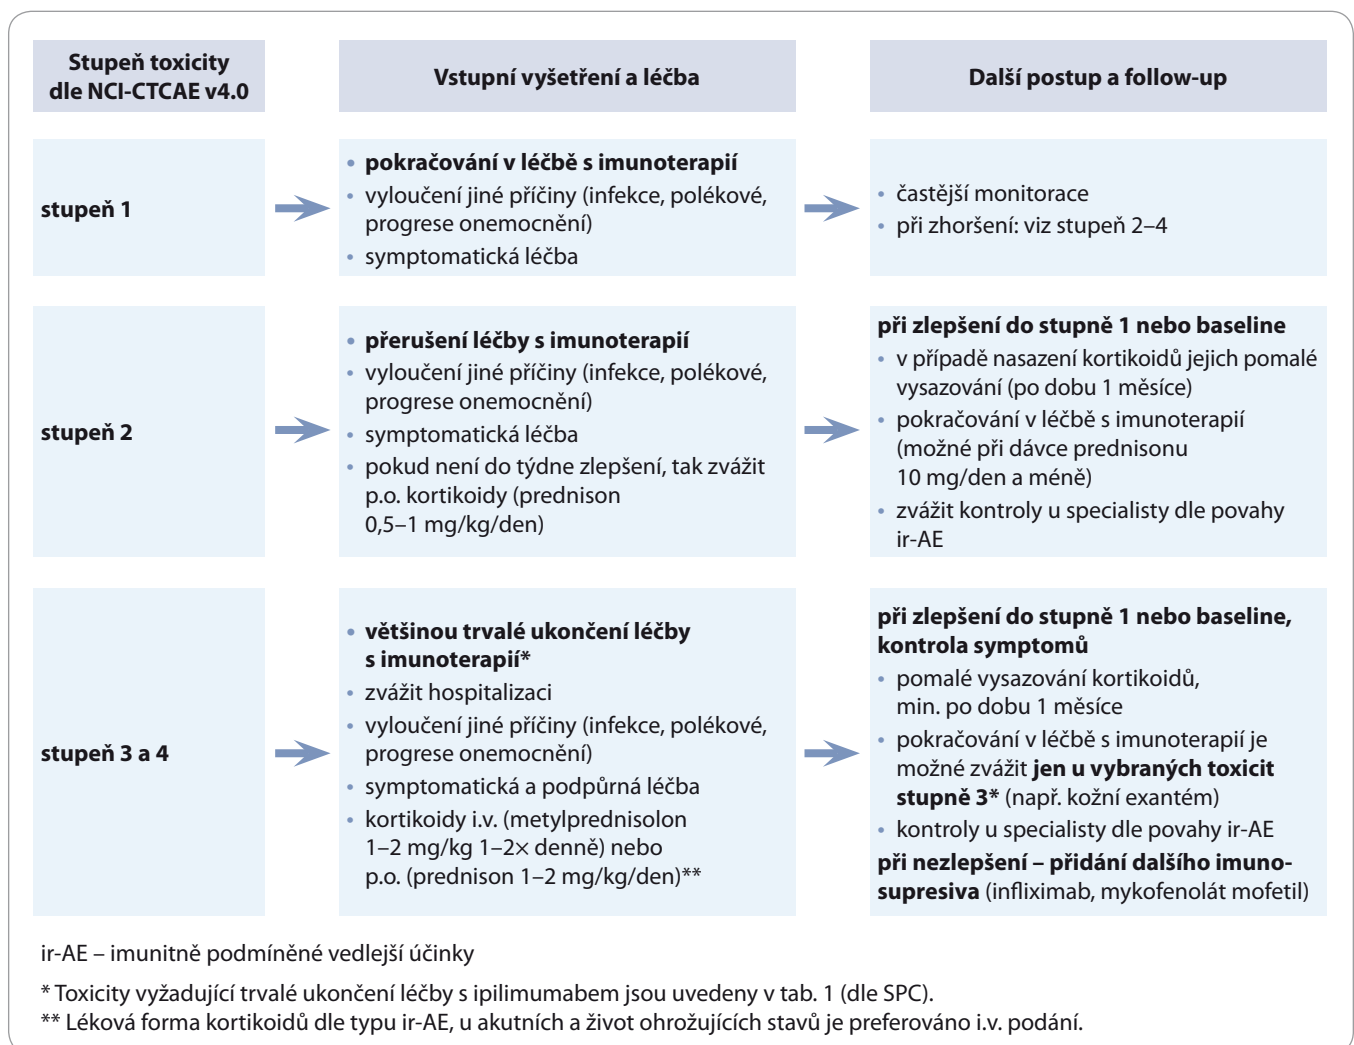 Stupeň toxicity
dle NCI-CTCAE v4.0
Vstupní vyšetření a léčba
Další postup a follow-up
stupeň 1
• pokračování v léčbě s imunoterapií
• vyloučení jiné příčiny (infekce, polékové,
progrese onemocnění)
• symptomatická léčba
• častější monitorace
• při zhoršení: viz stupeň 2–4
stupeň 2
• přerušení léčby s imunoterapií
• vyloučení jiné příčiny (infekce, polékové,
progrese onemocnění)
• symptomatická léčba
• pokud není do týdne zlepšení, tak zvážit
p.o. kortikoidy (prednison
0,5–1 mg/kg/den)
při zlepšení do stupně 1 nebo baseline
• v případě nasazení kortikoidů jejich pomalé
vysazování (po dobu 1 měsíce)
• pokračování v léčbě s imunoterapií
(možné při dávce prednisonu
10 mg/den a méně)
• zvážit kontroly u specialisty dle povahy
ir-AE
stupeň 3 a 4
• většinou trvalé ukončení léčby
s imunoterapií*
• zvážit hospitalizaci
• vyloučení jiné příčiny (infekce, polékové,
progrese onemocnění)
• symptomatická a podpůrná léčba
• kortikoidy i.v. (metylprednisolon
1–2 mg/kg 1–2× denně) nebo
p.o. (prednison 1–2 mg/kg/den)**
při zlepšení do stupně 1 nebo baseline,
kontrola symptomů
• pomalé vysazování kortikoidů,
min. po dobu 1 měsíce
• pokračování v léčbě s imunoterapií je
možné zvážit jen u vybraných toxicit
stupně 3* (např. kožní exantém)
• kontroly u specialisty dle povahy ir-AE
při nezlepšení – přidání dalšího imuno-
supresiva (infliximab, mykofenolát mofetil)
ir-AE – imunitně podmíněné vedlejší účinky
* Toxicity vyžadující trvalé ukončení léčby s ipilimumabem jsou uvedeny v tab. 1 (dle SPC).
** Léková forma kortikoidů dle typu ir-AE, u akutních a život ohrožujících stavů je preferováno i.v. podání.